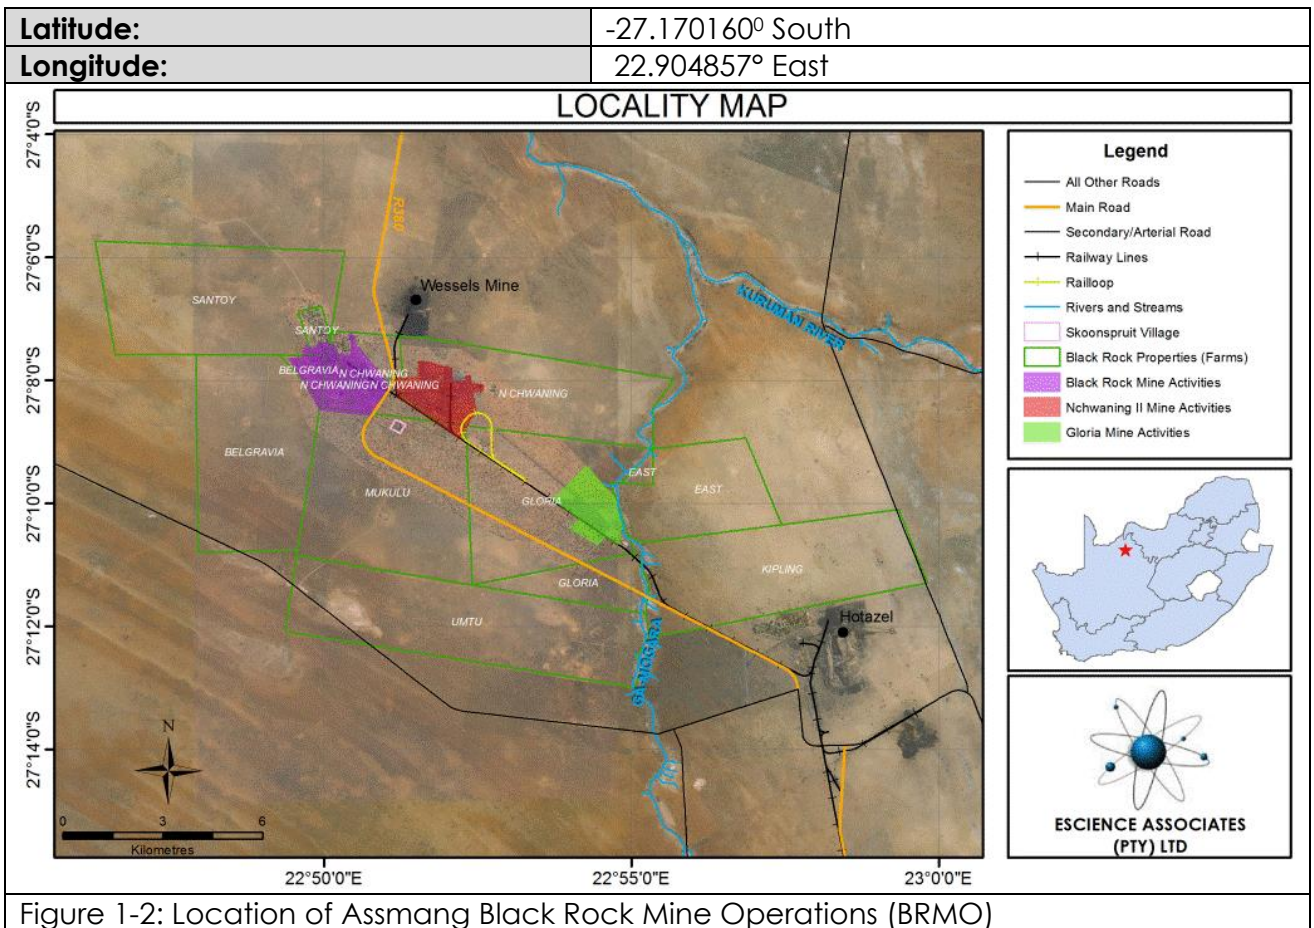 Latitude: -27.170160⁰ South
Longitude: 22.904857° East
LOCALITY MAP
27°4'0"S
27°6'0"S
27°8'0"S
27°10'0"S
27°12'0"S
27°14'0"S
R380
Wessels Mine
SANTOY
SANTOY
KURUMAN RIVER
BELGRAVIA
N CHWANING
N CHWANING
N CHWANING
N CHWANING
BELGRAVIA
MUKULU
EAST
EAST
GLORIA
GLORIA
KIPLING
UMTU
Hotazel
GA-MOGARA
N
0 3 6
Kilometres
22°50'0"E
22°55'0"E
23°0'0"E
Legend
All Other Roads
Main Road
Secondary/Arterial Road
Railway Lines
Railloop
Rivers and Streams
Skoonspruit Village
Black Rock Properties (Farms)
Black Rock Mine Activities
Nchwaning II Mine Activities
Gloria Mine Activities
ESCIENCE ASSOCIATES
(PTY) LTD
Figure 1-2: Location of Assmang Black Rock Mine Operations (BRMO)